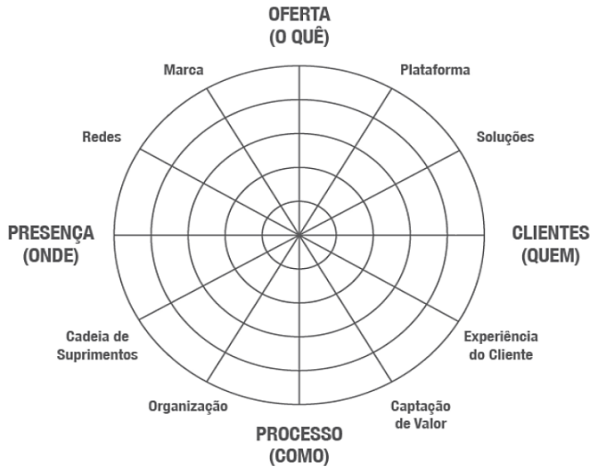 OFERTA
(O QUÊ)
Marca
Plataforma
Redes
Soluções
PRESENÇA
(ONDE)
CLIENTES
(QUEM)
Cadeia de
Suprimentos
Experiência
do Cliente
Organização
Captação
de Valor
PROCESSO
(COMO)